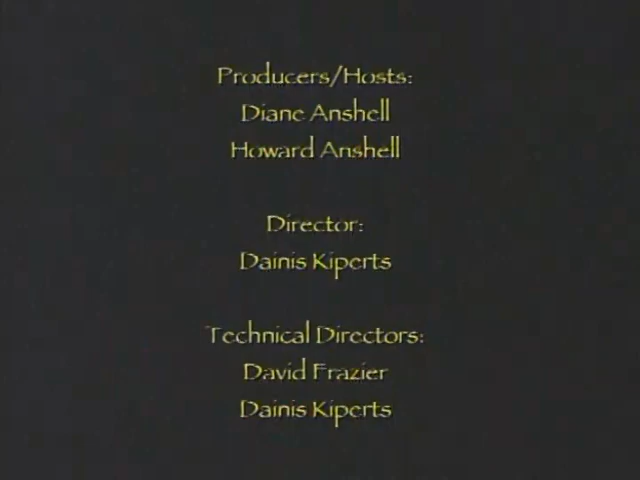 Producers/Hosts:
Diane Anshell
Howard Anshell
Director:
Dainis Kiperts
Technical Directors:
David Frazier
Dainis Kiperts